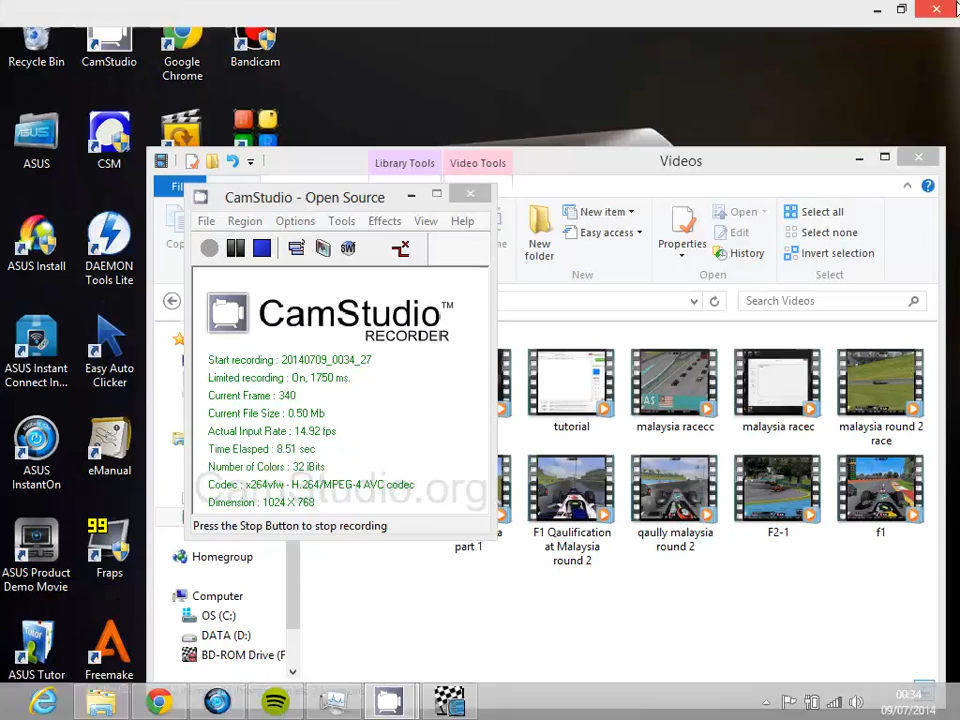 Recycle Bin
CamStudio
Google
Chrome
Bandicam
ASUS
CSM
ASUS Install
DAEMON
Tools Lite
ASUS Instant
Connect In...
Easy Auto
Clicker
ASUS
InstantOn
eManual
99
ASUS Product
Demo Movie
Fraps
ASUS Tutor
Freemake
Library Tools
Video Tools
Videos
CamStudio - Open Source
File
Region
Options
Tools
Effects
View
Help
CamStudio™
RECORDER
Start recording : 20140709_0034_27
Limited recording : On, 1750 ms.
Current Frame : 340
Current File Size : 0.50 Mb
Actual Input Rate : 14.92 fps
Time Elasped : 8.51 sec
Number of Colors : 32 iBits
Codec : x264vfw - H.264/MPEG-4 AVC codec
Dimension : 1024 X 768
CamStudio.org
Press the Stop Button to stop recording
New
folder
New item
Easy access
New
Properties
Open
Edit
History
Open
Select all
Select none
Invert selection
Select
Search Videos
tutorial
malaysia racecc
malaysia racec
malaysia round 2
race
part 1
F1 Qaulification
at Malaysia
round 2
qaully malaysia
round 2
F2-1
f1
Homegroup
Computer
OS (C:)
DATA (D:)
BD-ROM Drive (F
00:34
09/07/2014